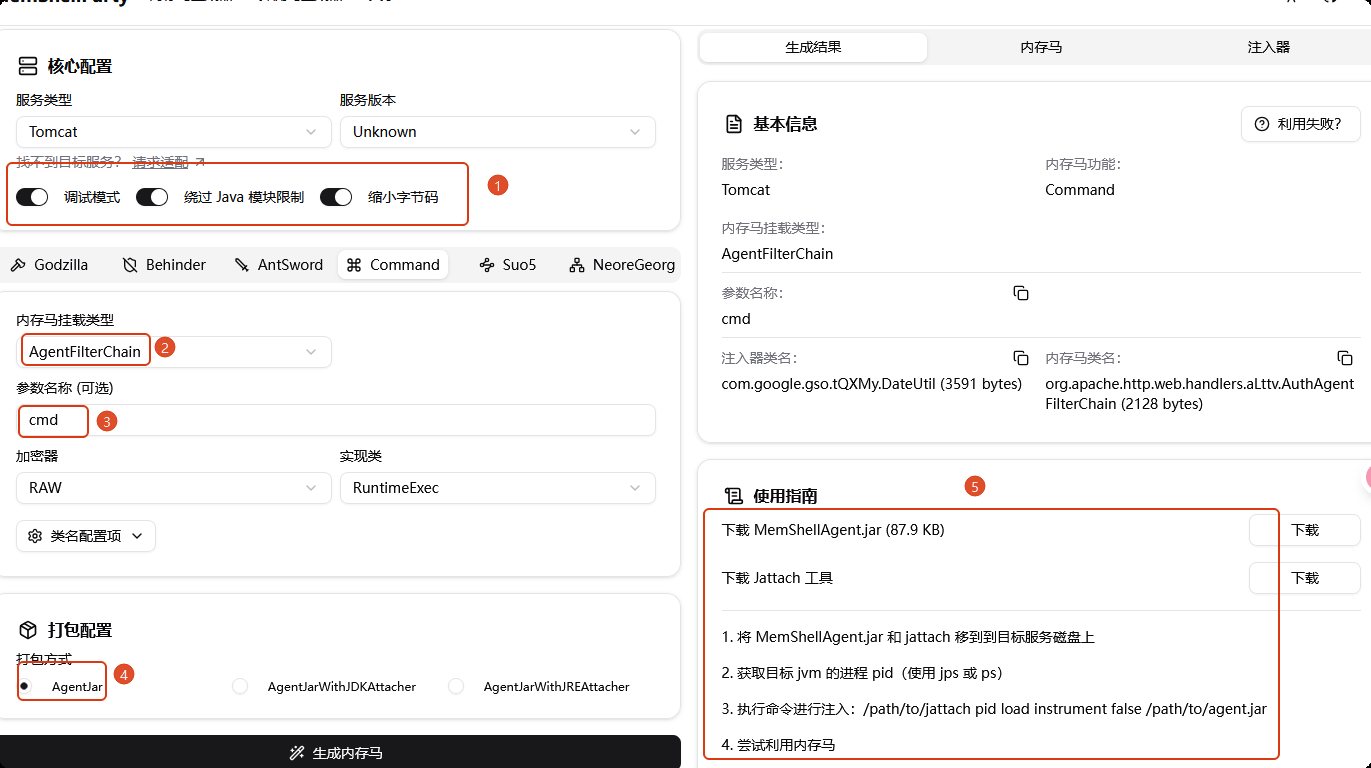 核心配置
服务类型
服务版本
Tomcat
Unknown
找不到目标服务？ 请求适配
调试模式
绕过 Java 模块限制
缩小字节码
1
Godzilla
Behinder
AntSword
Command
Suo5
NeoreGeorg
内存马挂载类型
AgentFilterChain
2
参数名称 (可选)
cmd
3
加密器
实现类
RAW
RuntimeExec
类名配置项
打包配置
打包方式
AgentJar
4
AgentJarWithJDKAttacher
AgentJarWithJREAttacher
生成内存马
生成结果
内存马
注入器
基本信息
利用失败？
服务类型：
内存马功能：
Tomcat
Command
内存马挂载类型：
AgentFilterChain
参数名称：
cmd
注入器类名：
内存马类名：
com.google.gso.tQXMy.DateUtil (3591 bytes)
org.apache.http.web.handlers.aLttv.AuthAgent
FilterChain (2128 bytes)
使用指南
5
下载 MemShellAgent.jar (87.9 KB)
下载
下载 Jattach 工具
下载
1. 将 MemShellAgent.jar 和 jattach 移到到目标服务磁盘上
2. 获取目标 jvm 的进程 pid（使用 jps 或 ps）
3. 执行命令进行注入：/path/to/jattach pid load instrument false /path/to/agent.jar
4. 尝试利用内存马